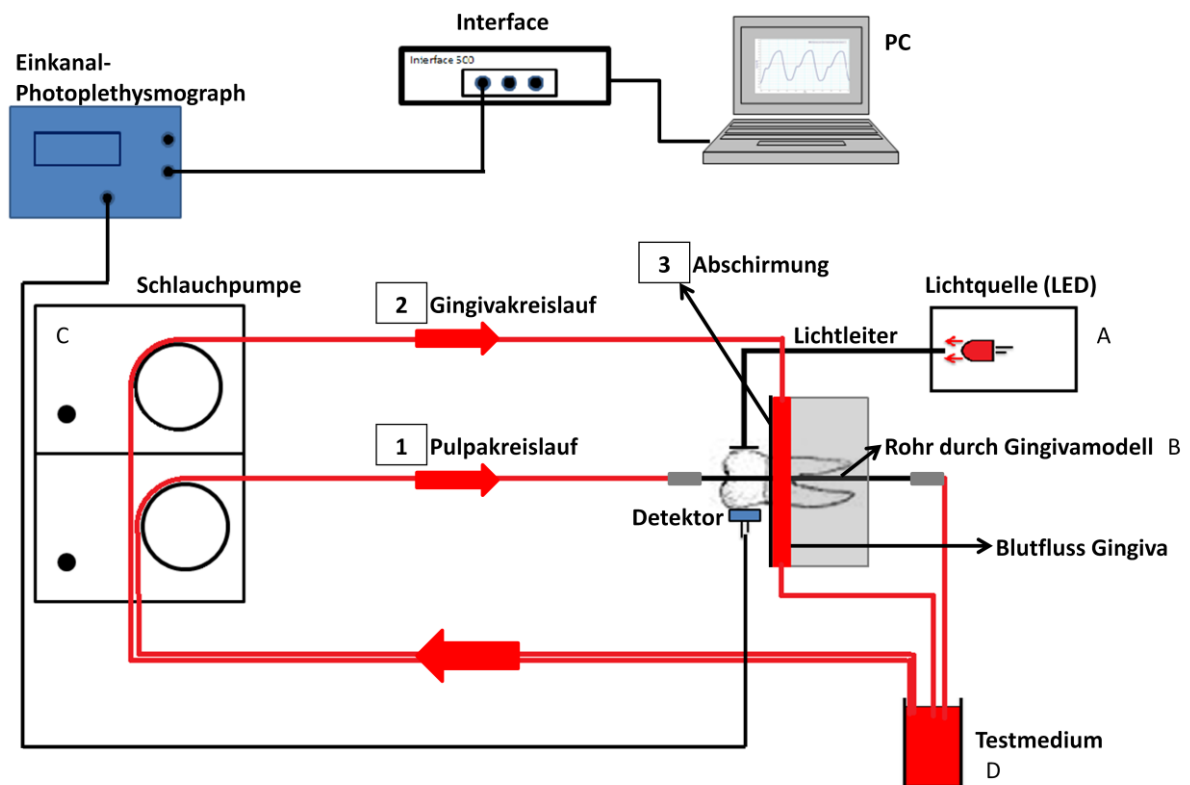 Interface
PC
Einkanal-
Photoplethysmograph
Interface 500
Schlauchpumpe
3 Abschirmung
Lichtquelle (LED)
2 Gingivakreislauf
C
Lichtleiter
A
1 Pulpakreislauf
Rohr durch Gingivamodell B
Detektor
Blutfluss Gingiva
Testmedium
D